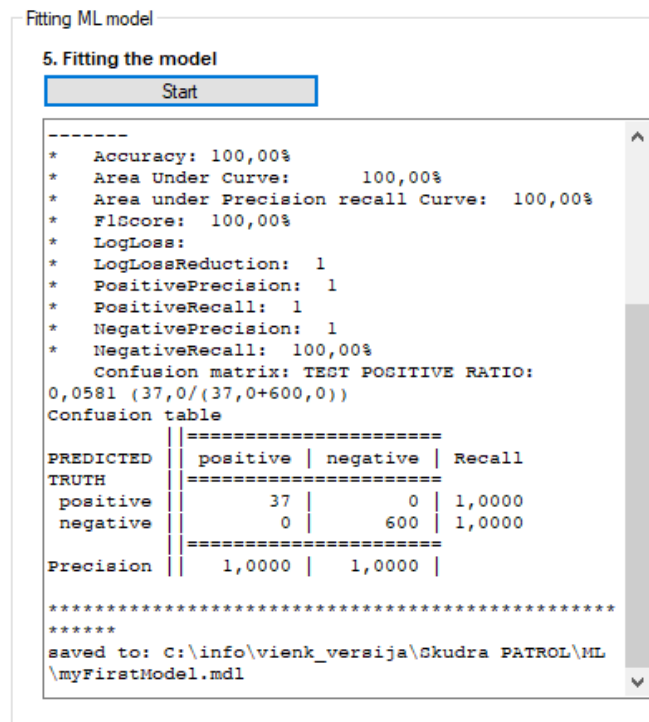 Fitting ML model
5. Fitting the model
Start
-------
*   Accuracy: 100,00%
*   Area Under Curve:      100,00%
*   Area under Precision recall Curve:  100,00%
*   F1Score:  100,00%
*   LogLoss:
*   LogLossReduction:  1
*   PositivePrecision:  1
*   PositiveRecall:  1
*   NegativePrecision:  1
*   NegativeRecall:  100,00%
    Confusion matrix: TEST POSITIVE RATIO:
0,0581 (37,0/(37,0+600,0))
Confusion table
          ||======================
PREDICTED || positive | negative | Recall
TRUTH     ||======================
 positive ||       37 |        0 | 1,0000
 negative ||        0 |      600 | 1,0000
          ||======================
Precision ||   1,0000 |   1,0000 |
*************************************************
******
saved to: C:\info\vienk_versija\Skudra PATROL\ML
\myFirstModel.mdl